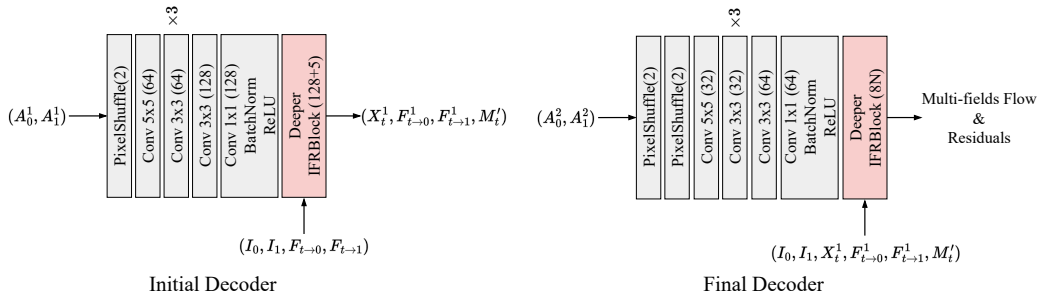 ×3
(A_0^1, A_1^1)
PixelShuffle(2)
Conv 5x5 (64)
Conv 3x3 (64)
Conv 3x3 (128)
Conv 1x1 (128)
BatchNorm
ReLU
Deeper
IFRBlock (128+5)
(X_t^1, F_{t→0}^1, F_{t→1}^1, M_t′)
(I_0, I_1, F_{t→0}, F_{t→1})
Initial Decoder
×3
(A_0^2, A_1^2)
PixelShuffle(2)
PixelShuffle(2)
Conv 5x5 (32)
Conv 3x3 (32)
Conv 3x3 (64)
Conv 1x1 (64)
BatchNorm
ReLU
Deeper
IFRBlock (8N)
Multi-fields Flow
&
Residuals
(I_0, I_1, X_t^1, F_{t→0}^1, F_{t→1}^1, M_t′)
Final Decoder